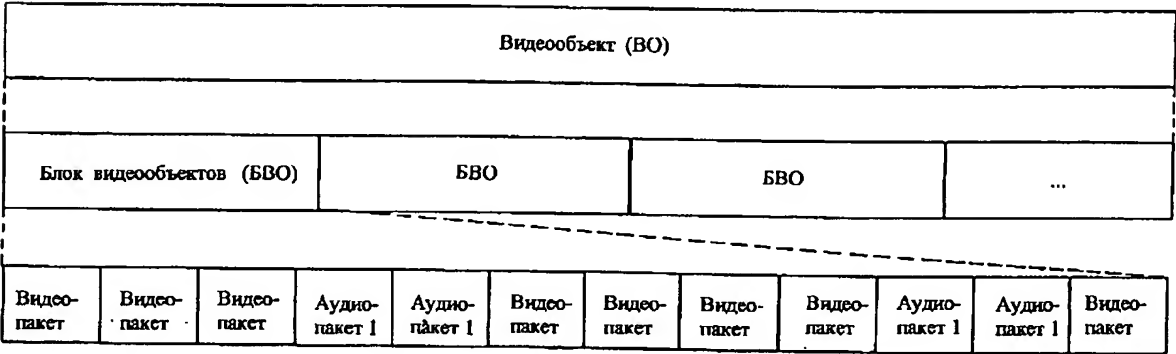 Видеообъект (ВО)
Блок видеообъектов (БВО)
БВО
БВО
...
Видео-
пакет
Видео-
пакет
Видео-
пакет
Аудио-
пакет 1
Аудио-
пакет 1
Видео-
пакет
Видео-
пакет
Видео-
пакет
Видео-
пакет
Аудио-
пакет 1
Аудио-
пакет 1
Видео-
пакет